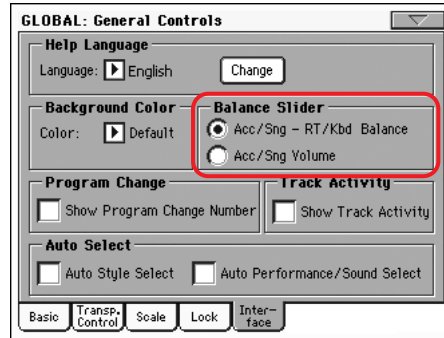 GLOBAL: General Controls
Help Language
Language: English Change
Background Color
Color: Default
Balance Slider
Acc/Sng - RT/Kbd Balance
Acc/Sng Volume
Program Change
Show Program Change Number
Track Activity
Show Track Activity
Auto Select
Auto Style Select Auto Performance/Sound Select
Basic Transp. Control Scale Lock Inter-face